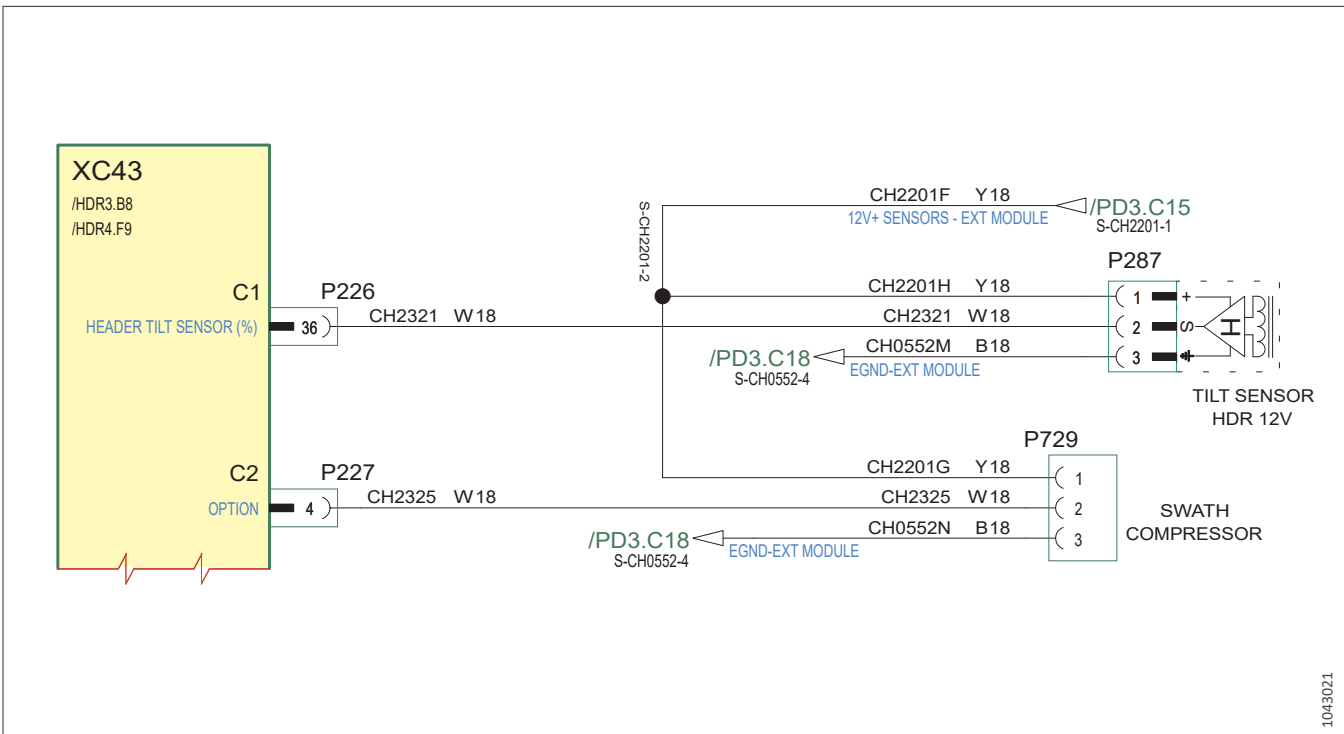 XC43
/HDR3.B8
/HDR4.F9
C1 P226
HEADER TILT SENSOR (%) 36 CH2321 W18
C2 P227
OPTION 4 CH2325 W18
S-CH2201-2
CH2201F Y18
12V+ SENSORS - EXT MODULE
/PD3.C15
S-CH2201-1
P287
CH2201H Y18 1 +
CH2321 W18 2 S H
/PD3.C18 CH0552M B18 3
S-CH0552-4 EGND-EXT MODULE
TILT SENSOR
HDR 12V
P729
CH2201G Y18 1
CH2325 W18 2
/PD3.C18 CH0552N B18 3
S-CH0552-4 EGND-EXT MODULE
SWATH
COMPRESSOR
1043021